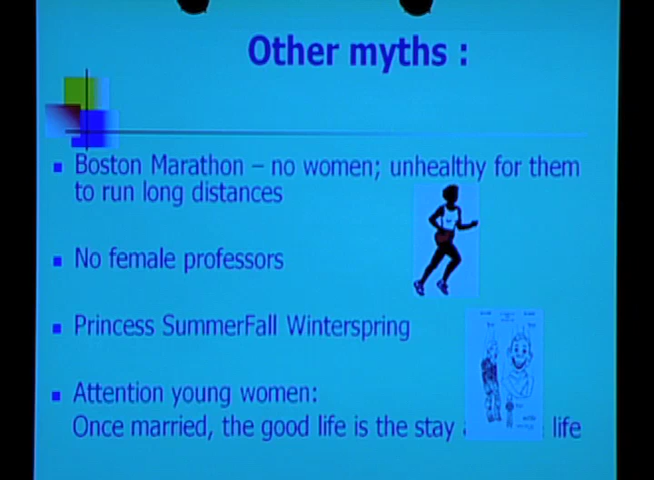 Other myths :
Boston Marathon – no women; unhealthy for them
to run long distances
No female professors
Princess SummerFall Winterspring
Attention young women:
Once married, the good life is the stay a life